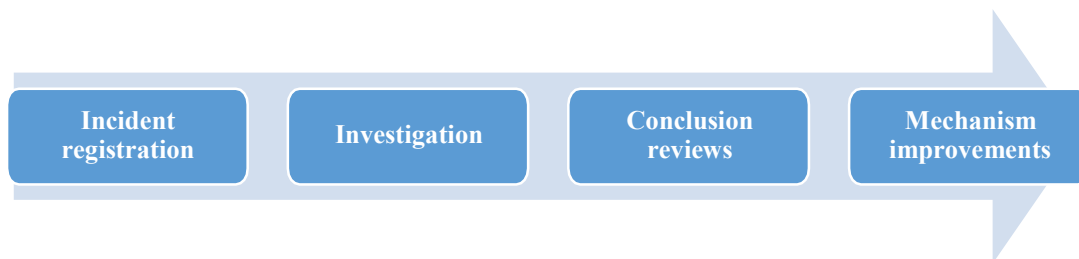 Incident
registration
Investigation
Conclusion
reviews
Mechanism
improvements